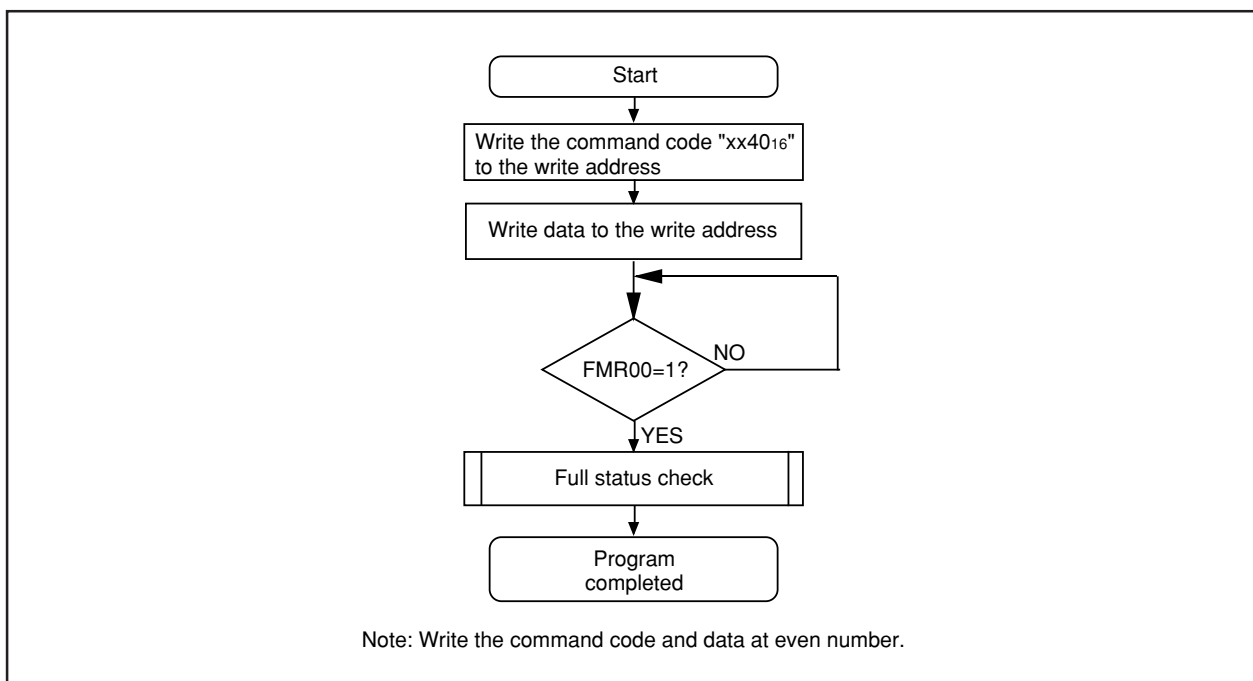 Start
Write the command code "xx4016"
to the write address
Write data to the write address
NO
FMR00=1?
YES
Full status check
Program
completed
Note: Write the command code and data at even number.